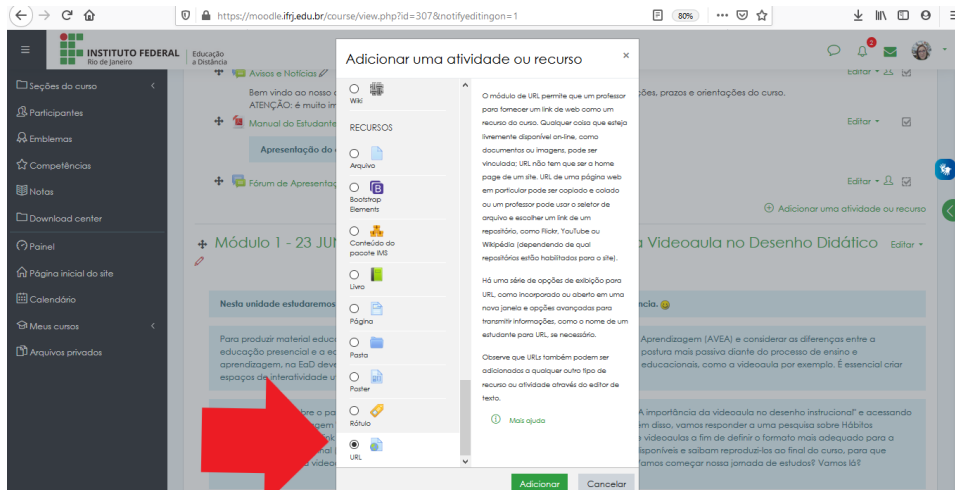 https://moodle.ifrj.edu.br/course/view.php?id=307&notifyeditingon=1
80%
INSTITUTO FEDERAL
Rio de Janeiro
Educação
a Distância
2
Seções do curso
Participantes
Emblemas
Competências
Notas
Download center
Painel
Página inicial do site
Calendário
Meus cursos
Arquivos privados
Avisos e Notícias
Editar
Bem vindo ao nosso
ções, prazos e orientações do curso.
ATENÇÃO: é muito im
Manual do Estudante
Editar
Apresentação do
Fórum de Apresentaç
Editar
Adicionar uma atividade ou recurso
Módulo 1 - 23 JU
a Videoaula no Desenho Didático
Editar
Nesta unidade estudaremos
ncia.
Para produzir material educ
Aprendizagem (AVEA) e considerar as diferenças entre a
educação presencial e a e
postura mais passiva diante do processo de ensino e
aprendizagem, na EaD deve
educacionais, como a videoaula por exemplo. É essencial criar
espaços de interatividade u
bre o pa
A importância da videoaula no desenho instrucional" e acessando
gem
em disso, vamos responder a uma pesquisa sobre Hábitos
videoaulas a fim de definir o formato mais adequado para a
isponíveis e saibam reproduzi-los ao final do curso, para que
video
amos começar nossa jornada de estudos? Vamos lá?
Adicionar uma atividade ou recurso
×
Wiki
RECURSOS
Arquivo
B
Bootstrap
Elements
Conteúdo do
pacote IMS
Livro
Página
Pasta
Poster
Rótulo
URL
O módulo de URL permite que um professor
para fornecer um link de web como um
recurso do curso. Qualquer coisa que esteja
livremente disponível on-line, como
documentos ou imagens, pode ser
vinculada; URL não tem que ser a home
page de um site. URL de uma página web
em particular pode ser copiado e colado
ou um professor pode usar o seletor de
arquivo e escolher um link de um
repositório, como Flickr, YouTube ou
Wikipédia (dependendo de qual
repositórios estão habilitadas para o site).
Há uma série de opções de exibição para
URL, como incorporado ou aberto em uma
nova janela e opções avançadas para
transmitir informações, como o nome de um
estudante para URL, se necessário.
Observe que URLs também podem ser
adicionadas a qualquer outro tipo de
recurso ou atividade através do editor de
texto.
Mais ajuda
Adicionar
Cancelar